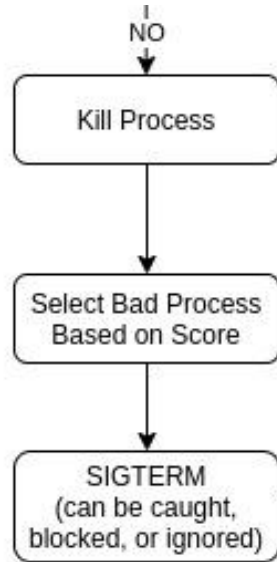 NO
Kill Process
Select Bad Process
Based on Score
SIGTERM
(can be caught,
blocked, or ignored)